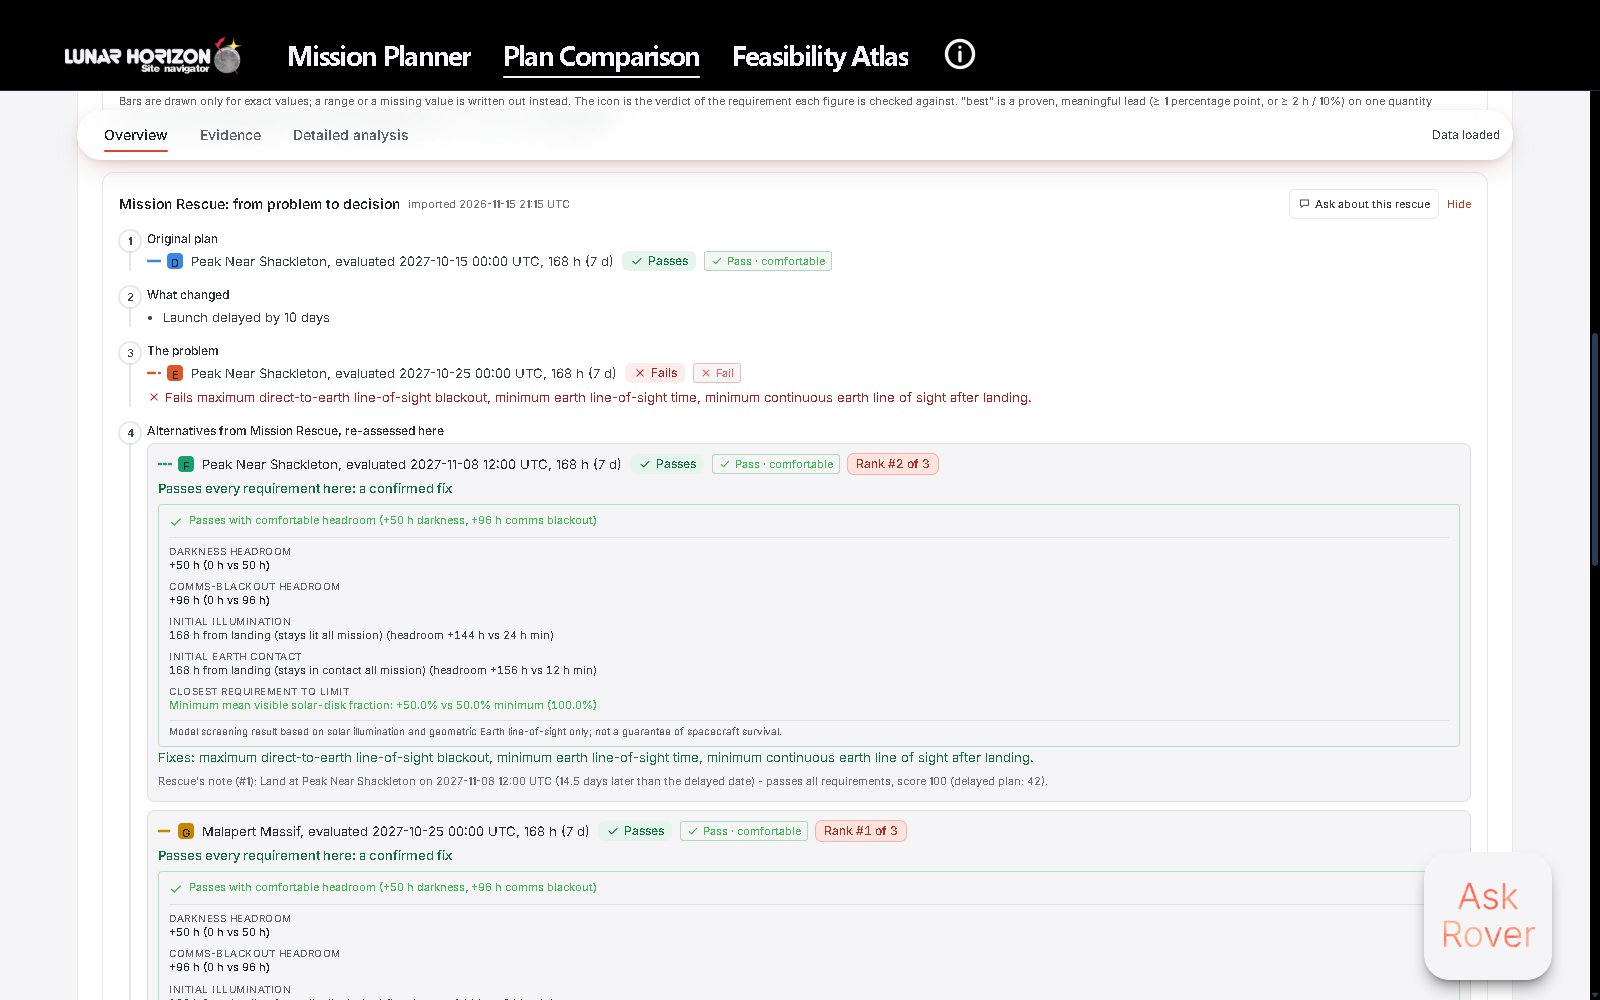 LUNAR HORIZON
Site navigator
Mission Planner
Plan Comparison
Feasibility Atlas
Bars are drawn only for exact values; a range or a missing value is written out instead. The icon is the verdict of the requirement each figure is checked against. "best" is a proven, meaningful lead (≥ 1 percentage point, or ≥ 2 h / 10%) on one quantity
Overview
Evidence
Detailed analysis
Data loaded
Mission Rescue: from problem to decision imported 2026-11-15 21:15 UTC
Ask about this rescue
Hide
1 Original plan
D Peak Near Shackleton, evaluated 2027-10-15 00:00 UTC, 168 h (7 d) Passes Pass · comfortable
2 What changed
• Launch delayed by 10 days
3 The problem
E Peak Near Shackleton, evaluated 2027-10-25 00:00 UTC, 168 h (7 d) Fails Fail
Fails maximum direct-to-earth line-of-sight blackout, minimum earth line-of-sight time, minimum continuous earth line of sight after landing.
4 Alternatives from Mission Rescue, re-assessed here
F Peak Near Shackleton, evaluated 2027-11-08 12:00 UTC, 168 h (7 d) Passes Pass · comfortable Rank #2 of 3
Passes every requirement here: a confirmed fix
Passes with comfortable headroom (+50 h darkness, +96 h comms blackout)
DARKNESS HEADROOM
+50 h (0 h vs 50 h)
COMMS-BLACKOUT HEADROOM
+96 h (0 h vs 96 h)
INITIAL ILLUMINATION
168 h from landing (stays lit all mission) (headroom +144 h vs 24 h min)
INITIAL EARTH CONTACT
168 h from landing (stays in contact all mission) (headroom +156 h vs 12 h min)
CLOSEST REQUIREMENT TO LIMIT
Minimum mean visible solar-disk fraction: +50.0% vs 50.0% minimum (100.0%)
Model screening result based on solar illumination and geometric Earth line-of-sight only; not a guarantee of spacecraft survival.
Fixes: maximum direct-to-earth line-of-sight blackout, minimum earth line-of-sight time, minimum continuous earth line of sight after landing.
Rescue's note (#1): Land at Peak Near Shackleton on 2027-11-08 12:00 UTC (14.5 days later than the delayed date) - passes all requirements, score 100 (delayed plan: 42).
G Malapert Massif, evaluated 2027-10-25 00:00 UTC, 168 h (7 d) Passes Pass · comfortable Rank #1 of 3
Passes every requirement here: a confirmed fix
Passes with comfortable headroom (+50 h darkness, +96 h comms blackout)
DARKNESS HEADROOM
+50 h (0 h vs 50 h)
COMMS-BLACKOUT HEADROOM
+96 h (0 h vs 96 h)
INITIAL ILLUMINATION
Ask
Rover